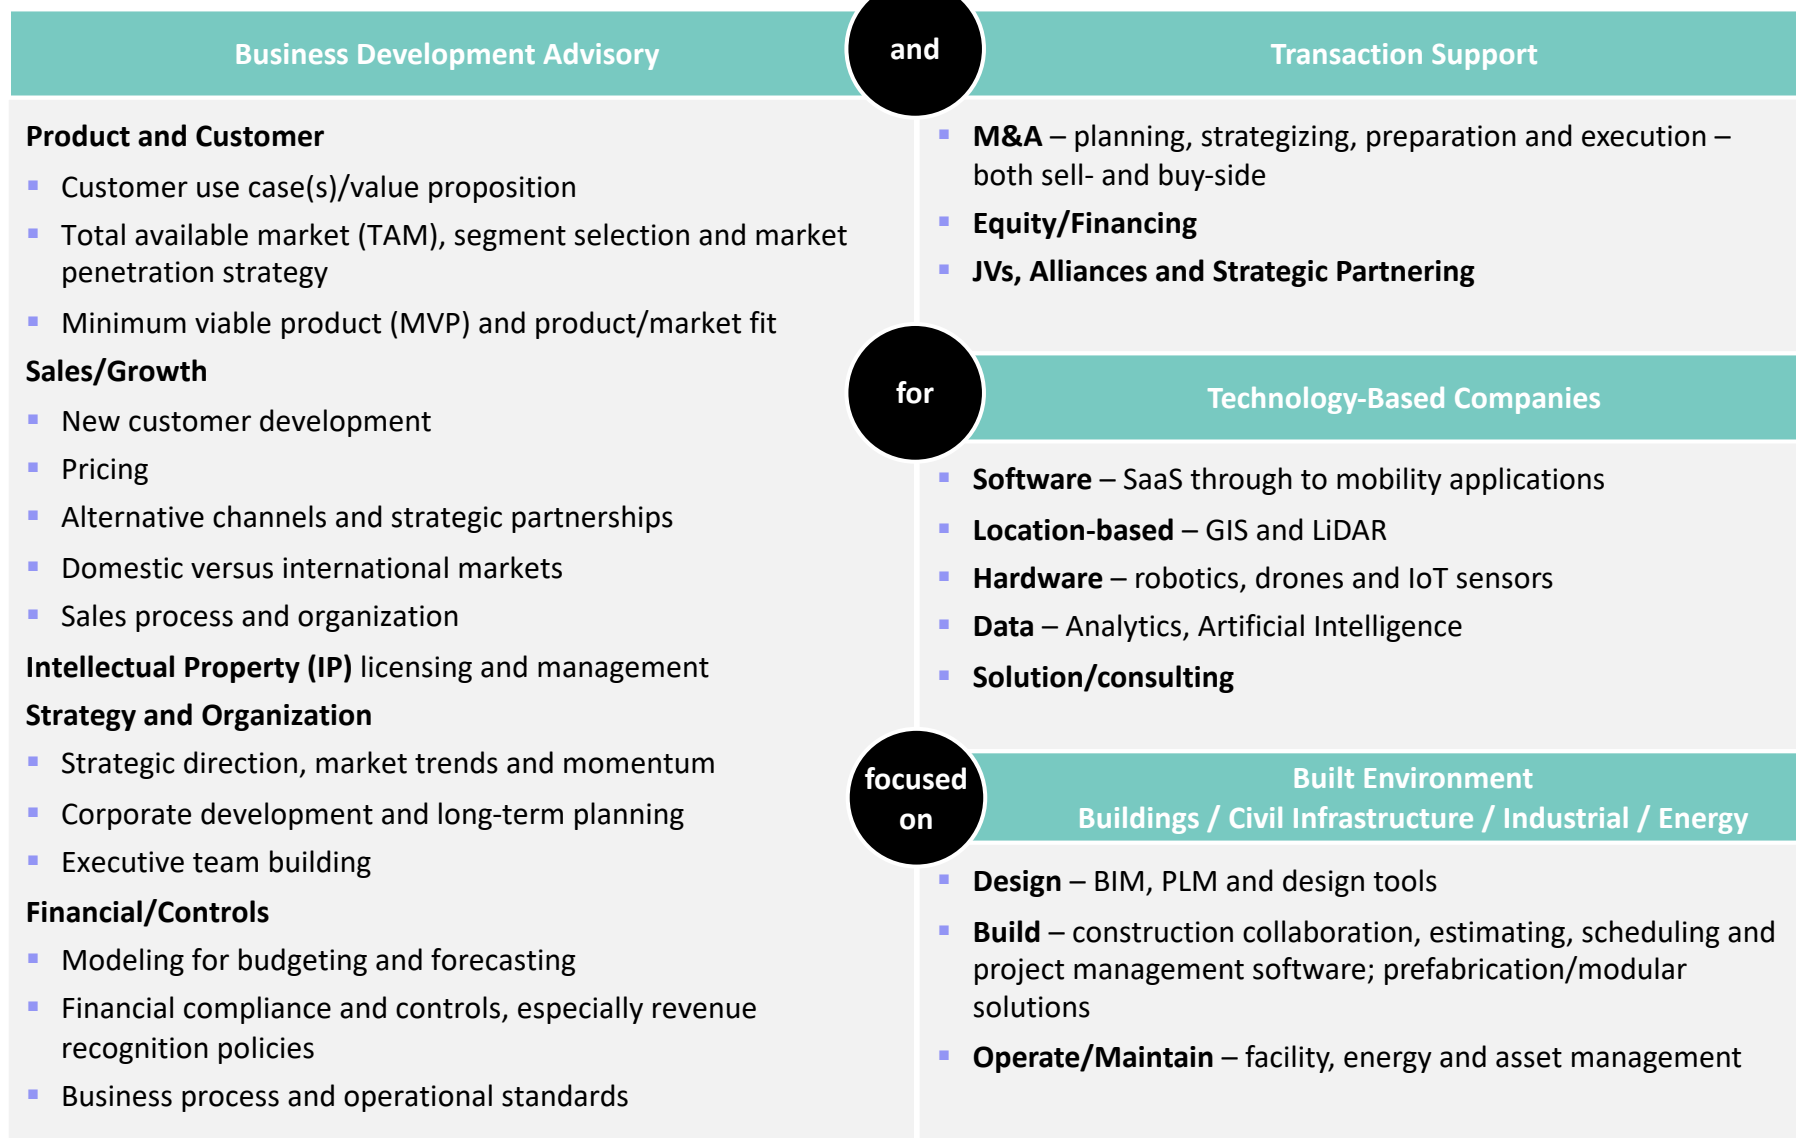 Business Development Advisory
and
Transaction Support
Product and Customer
▪ Customer use case(s)/value proposition
▪ Total available market (TAM), segment selection and market
penetration strategy
▪ Minimum viable product (MVP) and product/market fit
Sales/Growth
▪ New customer development
▪ Pricing
▪ Alternative channels and strategic partnerships
▪ Domestic versus international markets
▪ Sales process and organization
Intellectual Property (IP) licensing and management
Strategy and Organization
▪ Strategic direction, market trends and momentum
▪ Corporate development and long-term planning
▪ Executive team building
Financial/Controls
▪ Modeling for budgeting and forecasting
▪ Financial compliance and controls, especially revenue
recognition policies
▪ Business process and operational standards
▪ M&A – planning, strategizing, preparation and execution –
both sell- and buy-side
▪ Equity/Financing
▪ JVs, Alliances and Strategic Partnering
for
Technology-Based Companies
▪ Software – SaaS through to mobility applications
▪ Location-based – GIS and LiDAR
▪ Hardware – robotics, drones and IoT sensors
▪ Data – Analytics, Artificial Intelligence
▪ Solution/consulting
focused
on
Built Environment
Buildings / Civil Infrastructure / Industrial / Energy
▪ Design – BIM, PLM and design tools
▪ Build – construction collaboration, estimating, scheduling and
project management software; prefabrication/modular
solutions
▪ Operate/Maintain – facility, energy and asset management